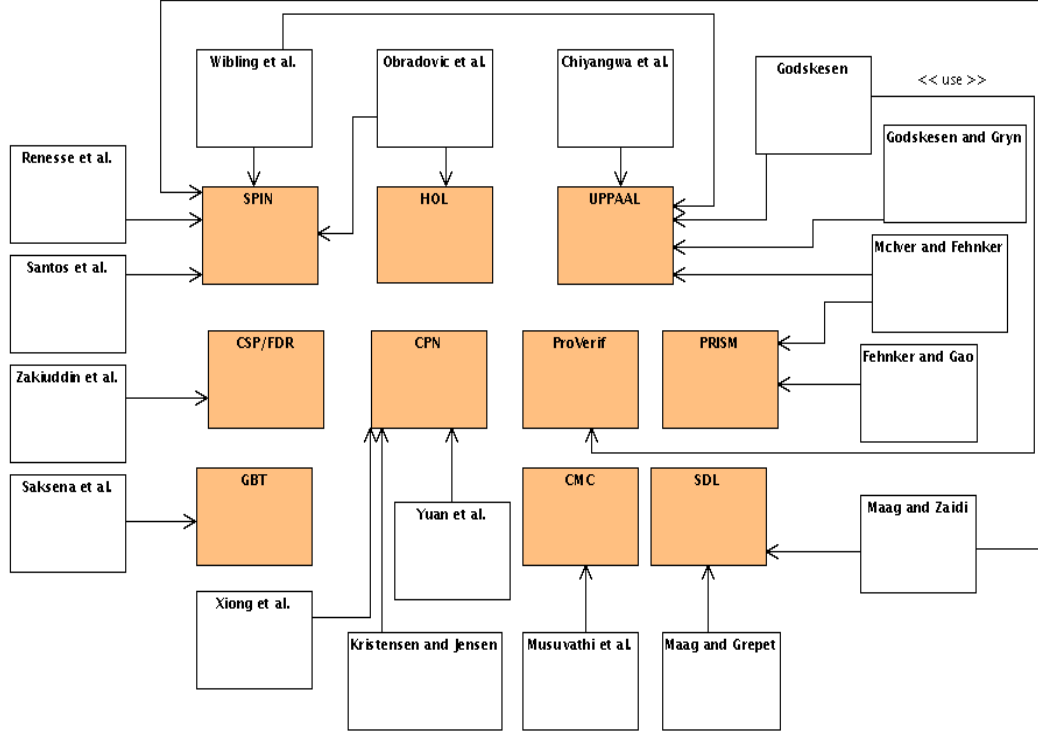 Wibling et al.
Obradovic et al.
Chiyangwa et al.
Godskesen
<< use >>
Godskesen and Gryn
Renesse et al.
SPIN
HOL
UPPAAL
McIver and Fehnker
Santos et al.
CSP/FDR
CPN
ProVerif
PRISM
Fehnker and Gao
Zakiuddin et al.
Saksena et al.
GBT
CMC
SDL
Maag and Zaidi
Yuan et al.
Xiong et al.
Kristensen and Jensen
Musuvathi et al.
Maag and Grepet